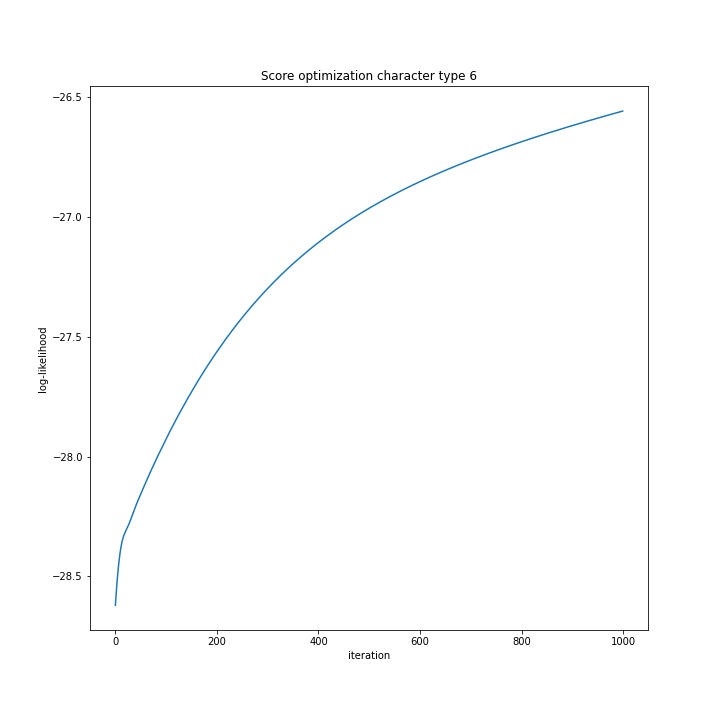 Score optimization character type 6
−26.5
−27.0
−27.5
−28.0
−28.5
log-likelihood
0 200 400 600 800 1000
iteration